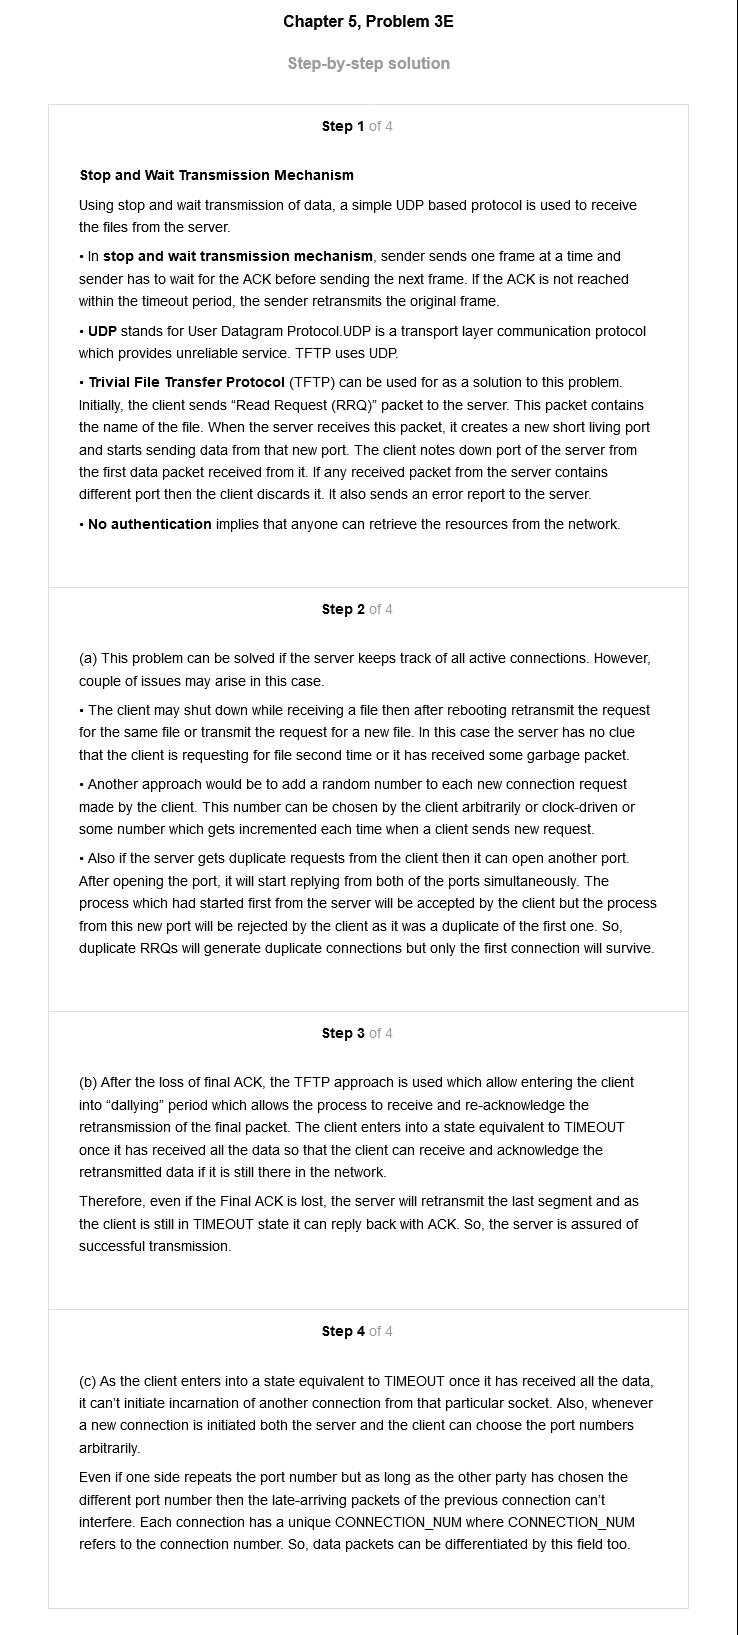 Chapter 5, Problem 3E
Step-by-step solution
Step 1 of 4
Stop and Wait Transmission Mechanism
Using stop and wait transmission of data, a simple UDP based protocol is used to receive
the files from the server.
• In stop and wait transmission mechanism, sender sends one frame at a time and
sender has to wait for the ACK before sending the next frame. If the ACK is not reached
within the timeout period, the sender retransmits the original frame.
• UDP stands for User Datagram Protocol.UDP is a transport layer communication protocol
which provides unreliable service. TFTP uses UDP.
• Trivial File Transfer Protocol (TFTP) can be used for as a solution to this problem.
Initially, the client sends “Read Request (RRQ)” packet to the server. This packet contains
the name of the file. When the server receives this packet, it creates a new short living port
and starts sending data from that new port. The client notes down port of the server from
the first data packet received from it. If any received packet from the server contains
different port then the client discards it. It also sends an error report to the server.
• No authentication implies that anyone can retrieve the resources from the network.
Step 2 of 4
(a) This problem can be solved if the server keeps track of all active connections. However,
couple of issues may arise in this case.
• The client may shut down while receiving a file then after rebooting retransmit the request
for the same file or transmit the request for a new file. In this case the server has no clue
that the client is requesting for file second time or it has received some garbage packet.
• Another approach would be to add a random number to each new connection request
made by the client. This number can be chosen by the client arbitrarily or clock-driven or
some number which gets incremented each time when a client sends new request.
• Also if the server gets duplicate requests from the client then it can open another port.
After opening the port, it will start replying from both of the ports simultaneously. The
process which had started first from the server will be accepted by the client but the process
from this new port will be rejected by the client as it was a duplicate of the first one. So,
duplicate RRQs will generate duplicate connections but only the first connection will survive.
Step 3 of 4
(b) After the loss of final ACK, the TFTP approach is used which allow entering the client
into “dallying” period which allows the process to receive and re-acknowledge the
retransmission of the final packet. The client enters into a state equivalent to TIMEOUT
once it has received all the data so that the client can receive and acknowledge the
retransmitted data if it is still there in the network.
Therefore, even if the Final ACK is lost, the server will retransmit the last segment and as
the client is still in TIMEOUT state it can reply back with ACK. So, the server is assured of
successful transmission.
Step 4 of 4
(c) As the client enters into a state equivalent to TIMEOUT once it has received all the data,
it can’t initiate incarnation of another connection from that particular socket. Also, whenever
a new connection is initiated both the server and the client can choose the port numbers
arbitrarily.
Even if one side repeats the port number but as long as the other party has chosen the
different port number then the late-arriving packets of the previous connection can’t
interfere. Each connection has a unique CONNECTION_NUM where CONNECTION_NUM
refers to the connection number. So, data packets can be differentiated by this field too.